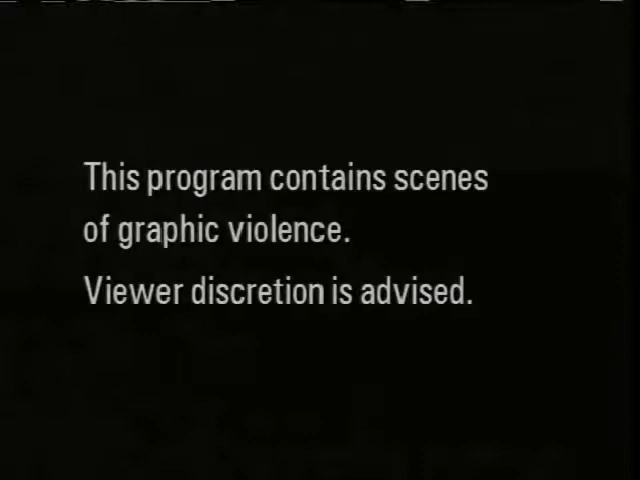 This program contains scenes
of graphic violence.
Viewer discretion is advised.